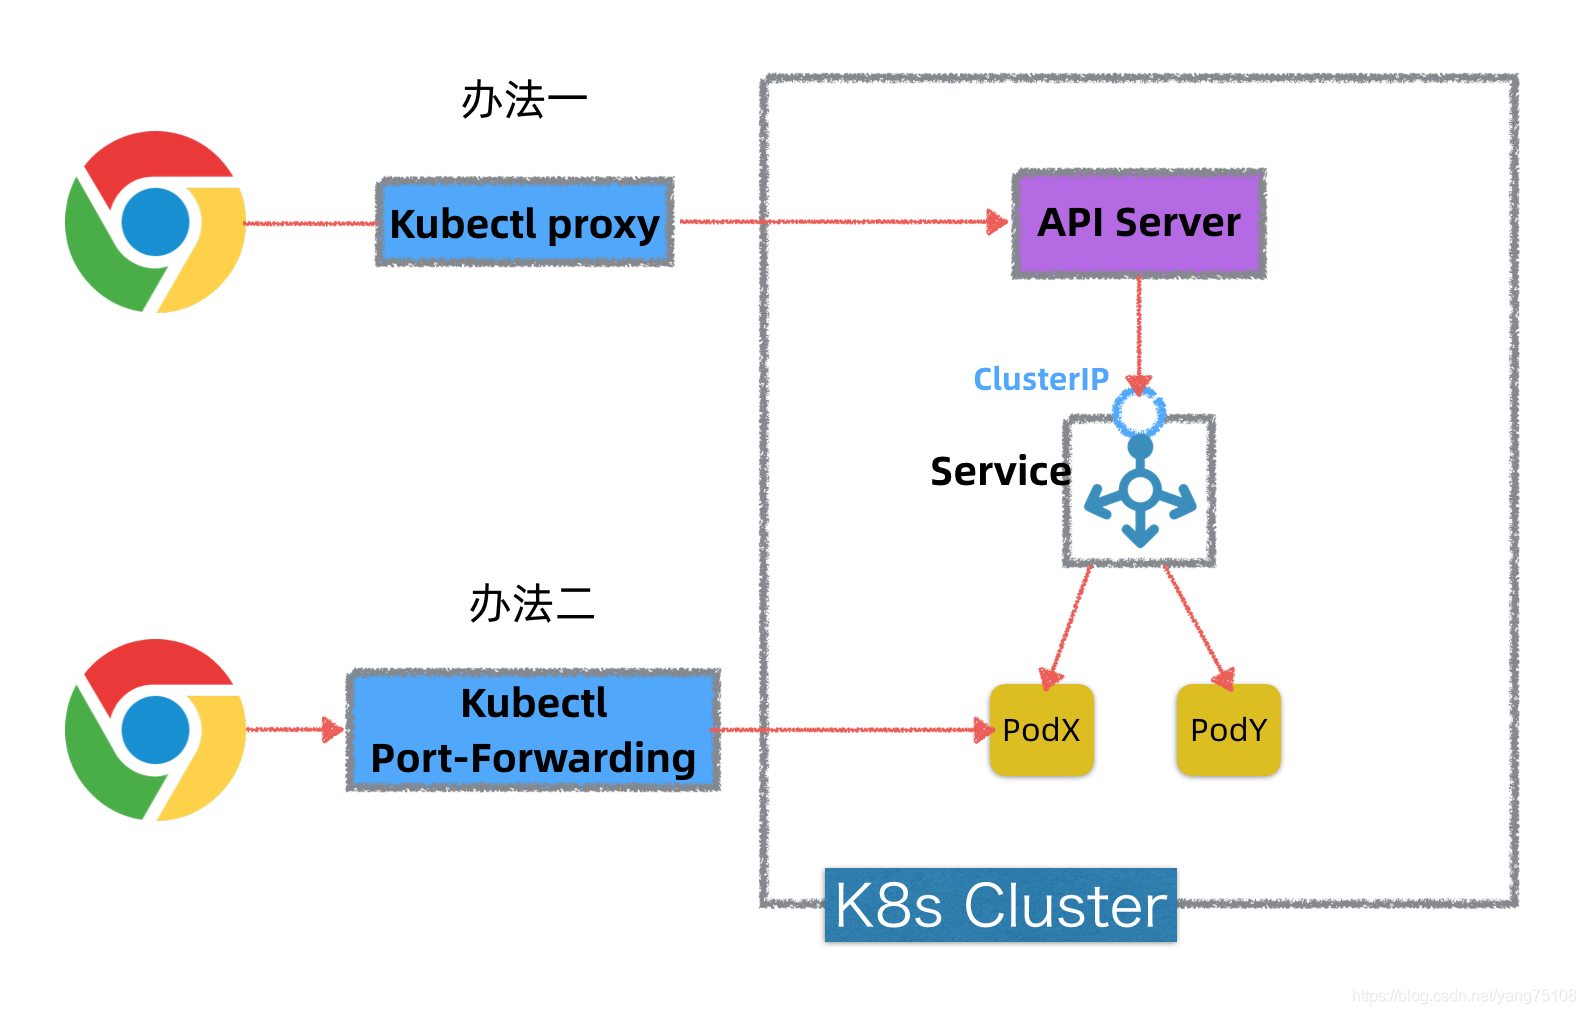 办法一
Kubectl proxy
API Server
ClusterIP
Service
办法二
Kubectl
Port-Forwarding
PodX
PodY
K8s Cluster
https://blog.csdn.net/yang75108